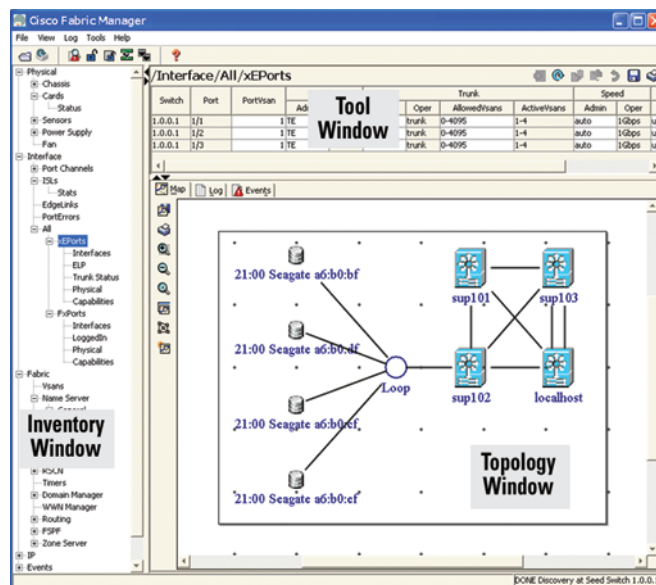 Cisco Fabric Manager
File View Log Tools Help
Physical
Chassis
Cards
Status
Sensors
Power Supply
Fan
Interface
Port Channels
ISLs
Stats
EdgeLinks
PortErrors
All
xEPorts
Interfaces
ELP
Trunk Status
Physical
Capabilities
FxPorts
Interfaces
LoggedIn
Physical
Capabilities
Fabric
Vsans
Name Server
Inventory
Window
RSCN
Timers
Domain Manager
WWN Manager
Routing
FSPF
Zone Server
IP
Events
/Interface/All/xEPorts
Trunk Speed
Switch Port PortVsan Oper AllowedVsans ActiveVsans Admin Oper
1.0.0.1 1/1 1 TE trunk 0-4095 1-4 auto 1Gbps
1.0.0.1 1/2 1 TE trunk 0-4095 1-4 auto 1Gbps
1.0.0.1 1/3 1 TE trunk 0-4095 1-4 auto 1Gbps
Tool
Window
Map Log Events
21:00 Seagate a6:b0:bf
sup101 sup103
21:00 Seagate a6:b0:df
Loop
sup102 localhost
21:00 Seagate a6:b0:cf
Topology
Window
21:00 Seagate a6:b0:ef
DONE Discovery at Seed Switch 1.0.0.